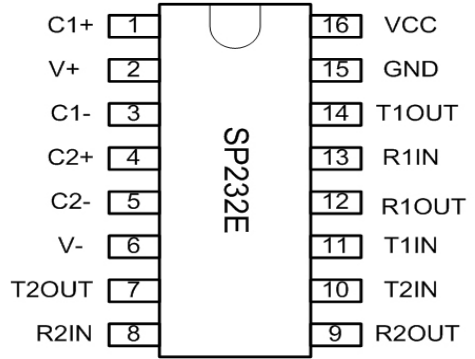 C1+ 1 16 VCC
V+ 2 15 GND
C1- 3 14 T1OUT
C2+ 4 13 R1IN
C2- 5 12 R1OUT
V- 6 11 T1IN
T2OUT 7 10 T2IN
R2IN 8 9 R2OUT
SP232E